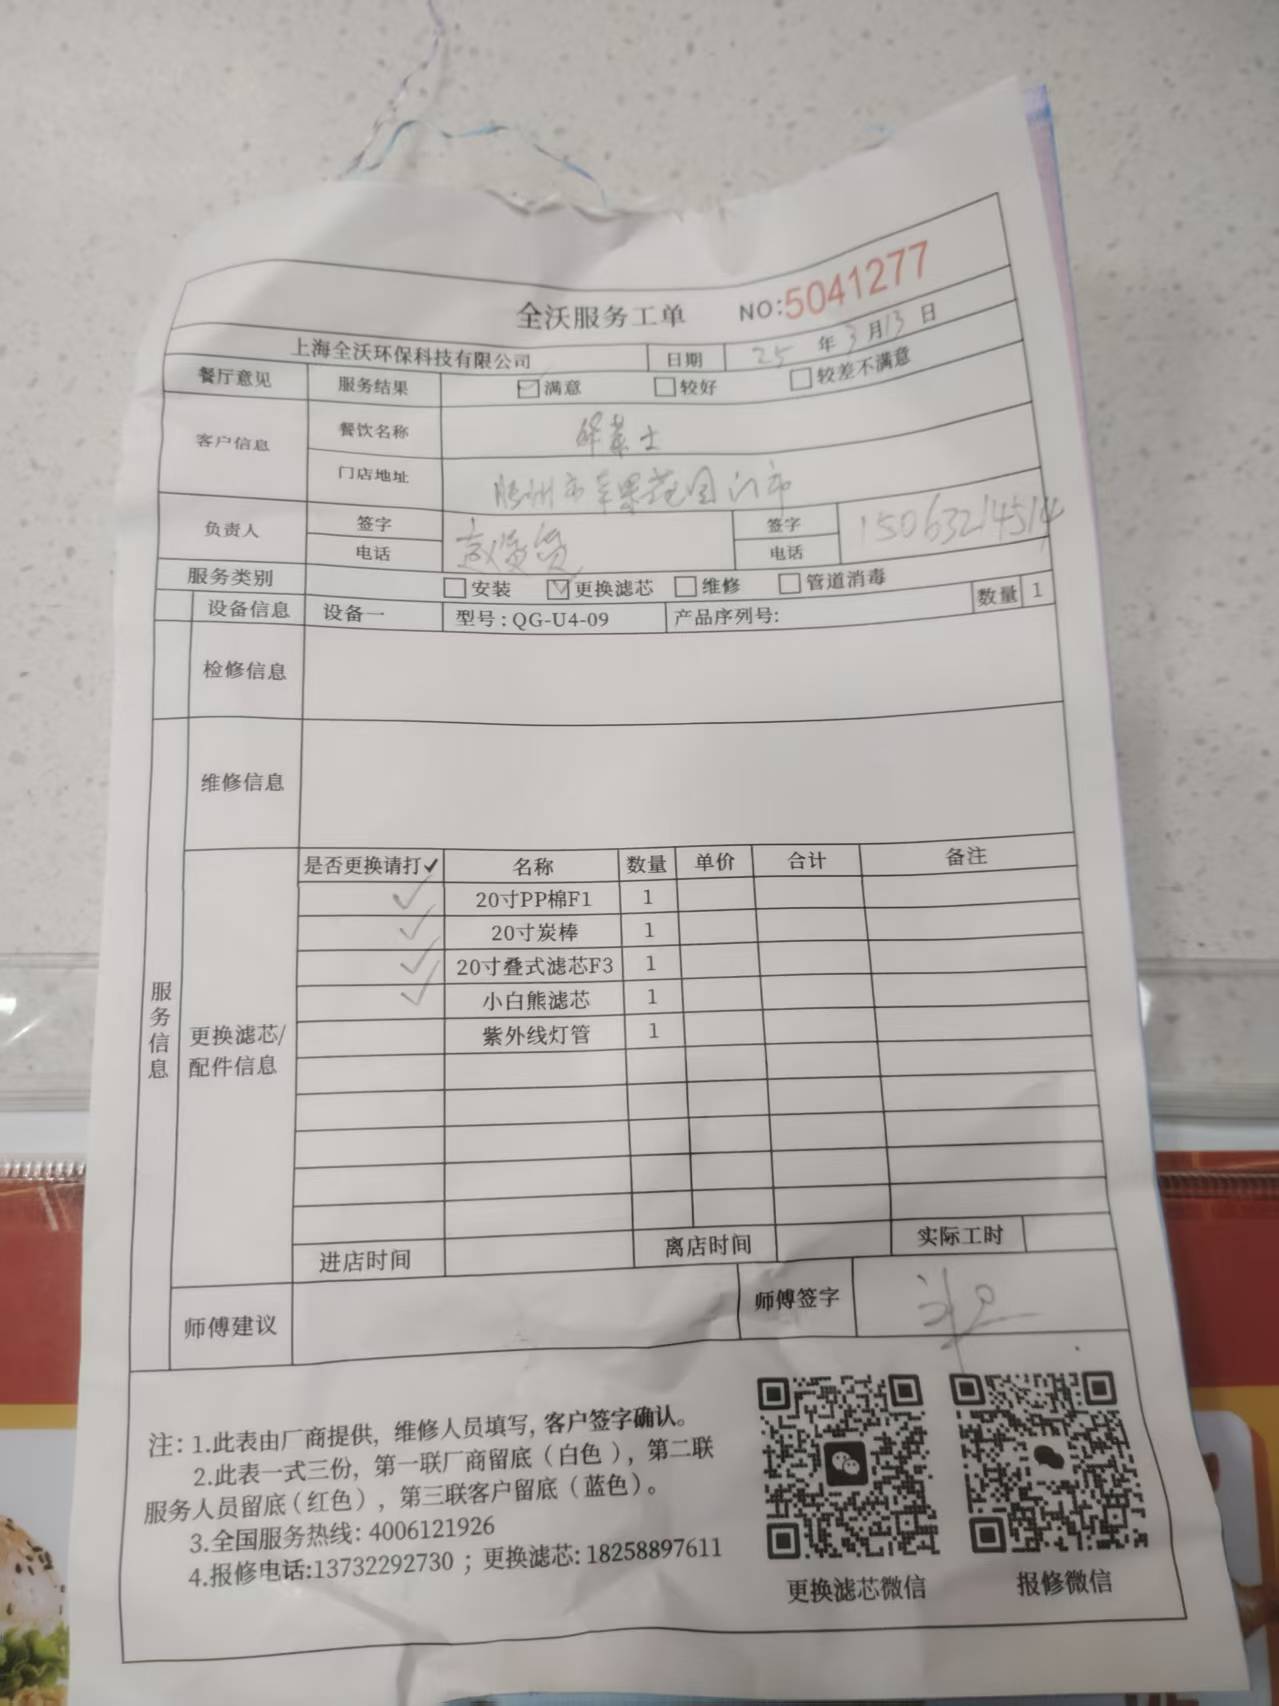 全沃服务工单 NO:5041277
上海全沃环保科技有限公司 日期 25 年 3 月 13 日
餐厅意见 服务结果 ☑满意 □较好 □较差不满意
客户信息 餐饮名称 华莱士
门店地址 胶州市苹果花园门市
负责人 签字 签字
电话 电话 15063214514
服务类别 □安装 ☑更换滤芯 □维修 □管道消毒
设备信息 设备一 型号:QG-U4-09 产品序列号: 数量 1
检修信息
维修信息
服务信息
更换滤芯/
配件信息
是否更换请打✓ 名称 数量 单价 合计 备注
✓ 20寸PP棉F1 1
✓ 20寸炭棒 1
✓ 20寸叠式滤芯F3 1
✓ 小白熊滤芯 1
紫外线灯管 1
进店时间 离店时间 实际工时
师傅建议 师傅签字
注:1.此表由厂商提供,维修人员填写,客户签字确认。
2.此表一式三份,第一联厂商留底(白色),第二联
服务人员留底(红色),第三联客户留底(蓝色)。
3.全国服务热线:4006121926
4.报修电话:13732292730;更换滤芯:18258897611
更换滤芯微信 报修微信